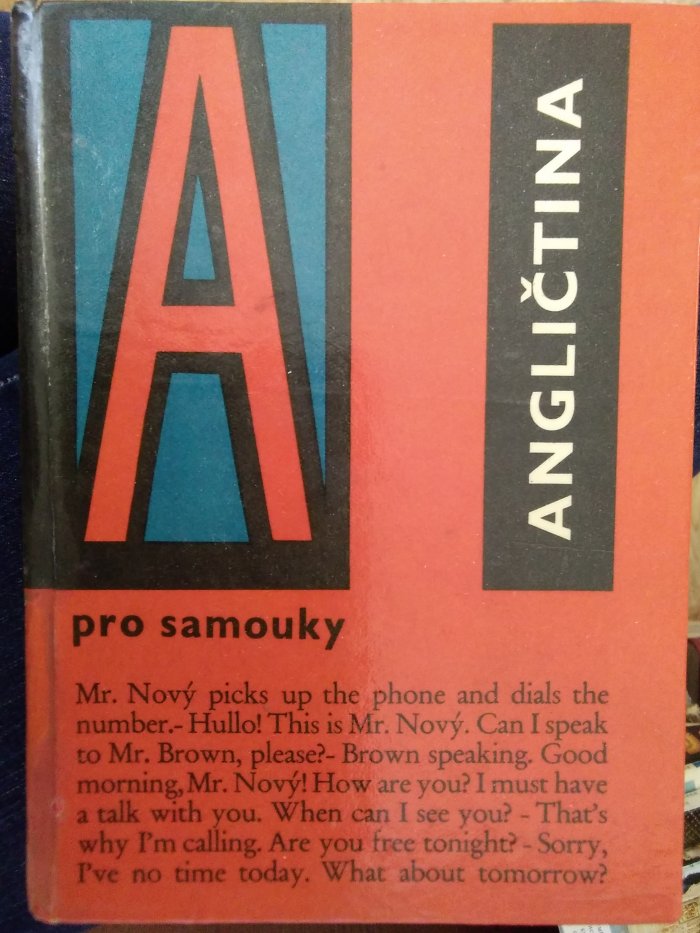 A
ANGLIČTINA
pro samouky
Mr. Nový picks up the phone and dials the
number.- Hullo! This is Mr. Nový. Can I speak
to Mr. Brown, please?- Brown speaking. Good
morning, Mr. Nový! How are you? I must have
a talk with you. When can I see you? - That's
why I'm calling. Are you free tonight? - Sorry,
I've no time today. What about tomorrow?